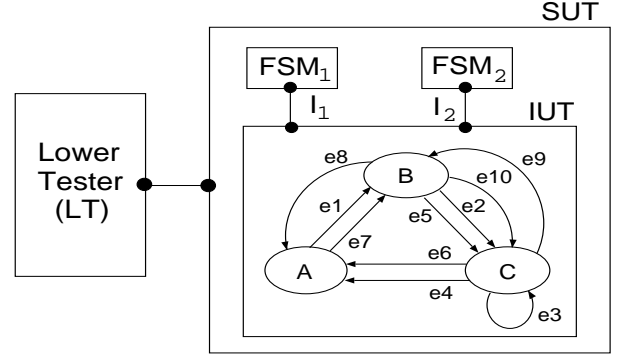 SUT
FSM1
FSM2
I1
I2
IUT
Lower
Tester
(LT)
e8
B
e9
e10
e1
e5
e2
e7
e6
A
C
e4
e3